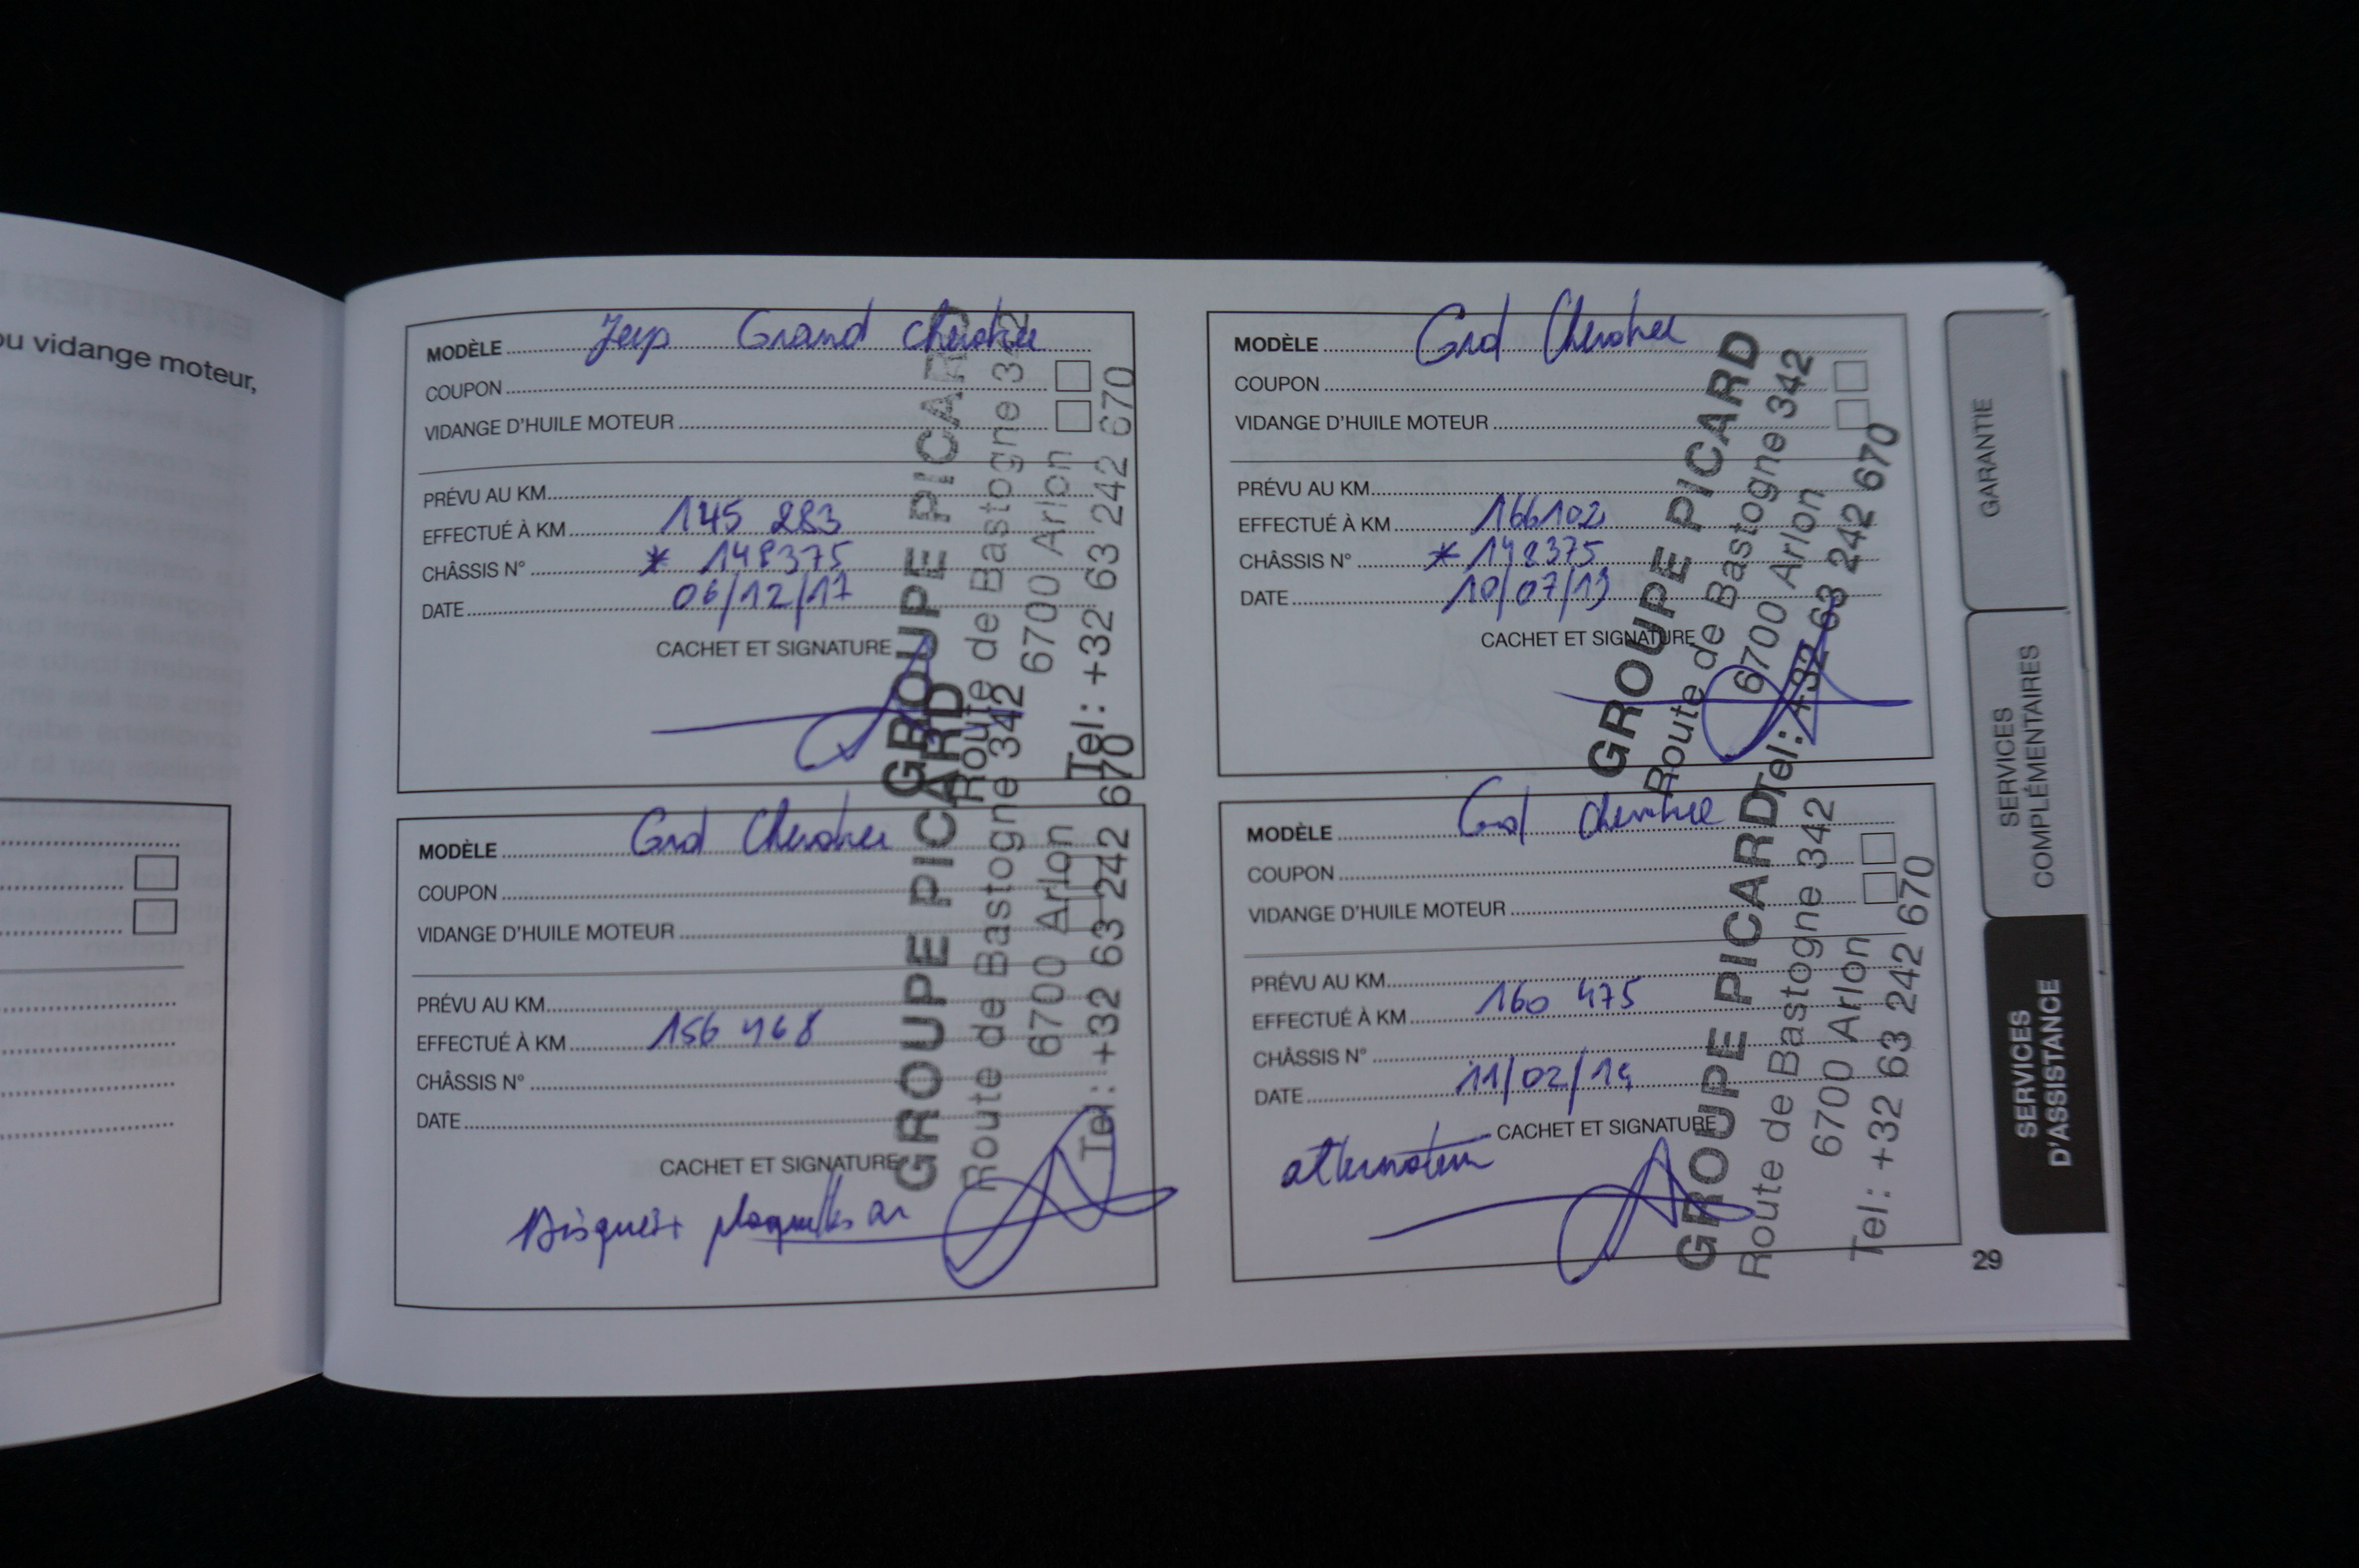 ou vidange moteur,
MODÈLE Jeep Grand Cherokee
COUPON
VIDANGE D'HUILE MOTEUR
PRÉVU AU KM
EFFECTUÉ À KM 145 283
CHÂSSIS N° * 148375
DATE 06/12/17
CACHET ET SIGNATURE
GROUPE PICARD
Route de Bastogne 342
6700 Arlon
Tel: +32 63 242 670
MODÈLE Grd Cherokee
COUPON
VIDANGE D'HUILE MOTEUR
PRÉVU AU KM
EFFECTUÉ À KM 156 468
CHÂSSIS N°
DATE
CACHET ET SIGNATURE
Disques + plaquettes
GROUPE PICARD
Route de Bastogne 342
6700 Arlon
Tel: +32 63 242 670
MODÈLE Grd Cherokee
COUPON
VIDANGE D'HUILE MOTEUR
PRÉVU AU KM
EFFECTUÉ À KM 166102
CHÂSSIS N° * 148375
DATE 10/07/19
CACHET ET SIGNATURE
GROUPE PICARD
Route de Bastogne 342
6700 Arlon
Tel: +32 63 242 670
MODÈLE Grd Cherokee
COUPON
VIDANGE D'HUILE MOTEUR
PRÉVU AU KM
EFFECTUÉ À KM 160 475
CHÂSSIS N°
DATE 11/02/19
CACHET ET SIGNATURE
alternateur
GROUPE PICARD
Route de Bastogne 342
6700 Arlon
Tel: +32 63 242 670
GARANTIE
SERVICES
COMPLÉMENTAIRES
SERVICES
D'ASSISTANCE
29